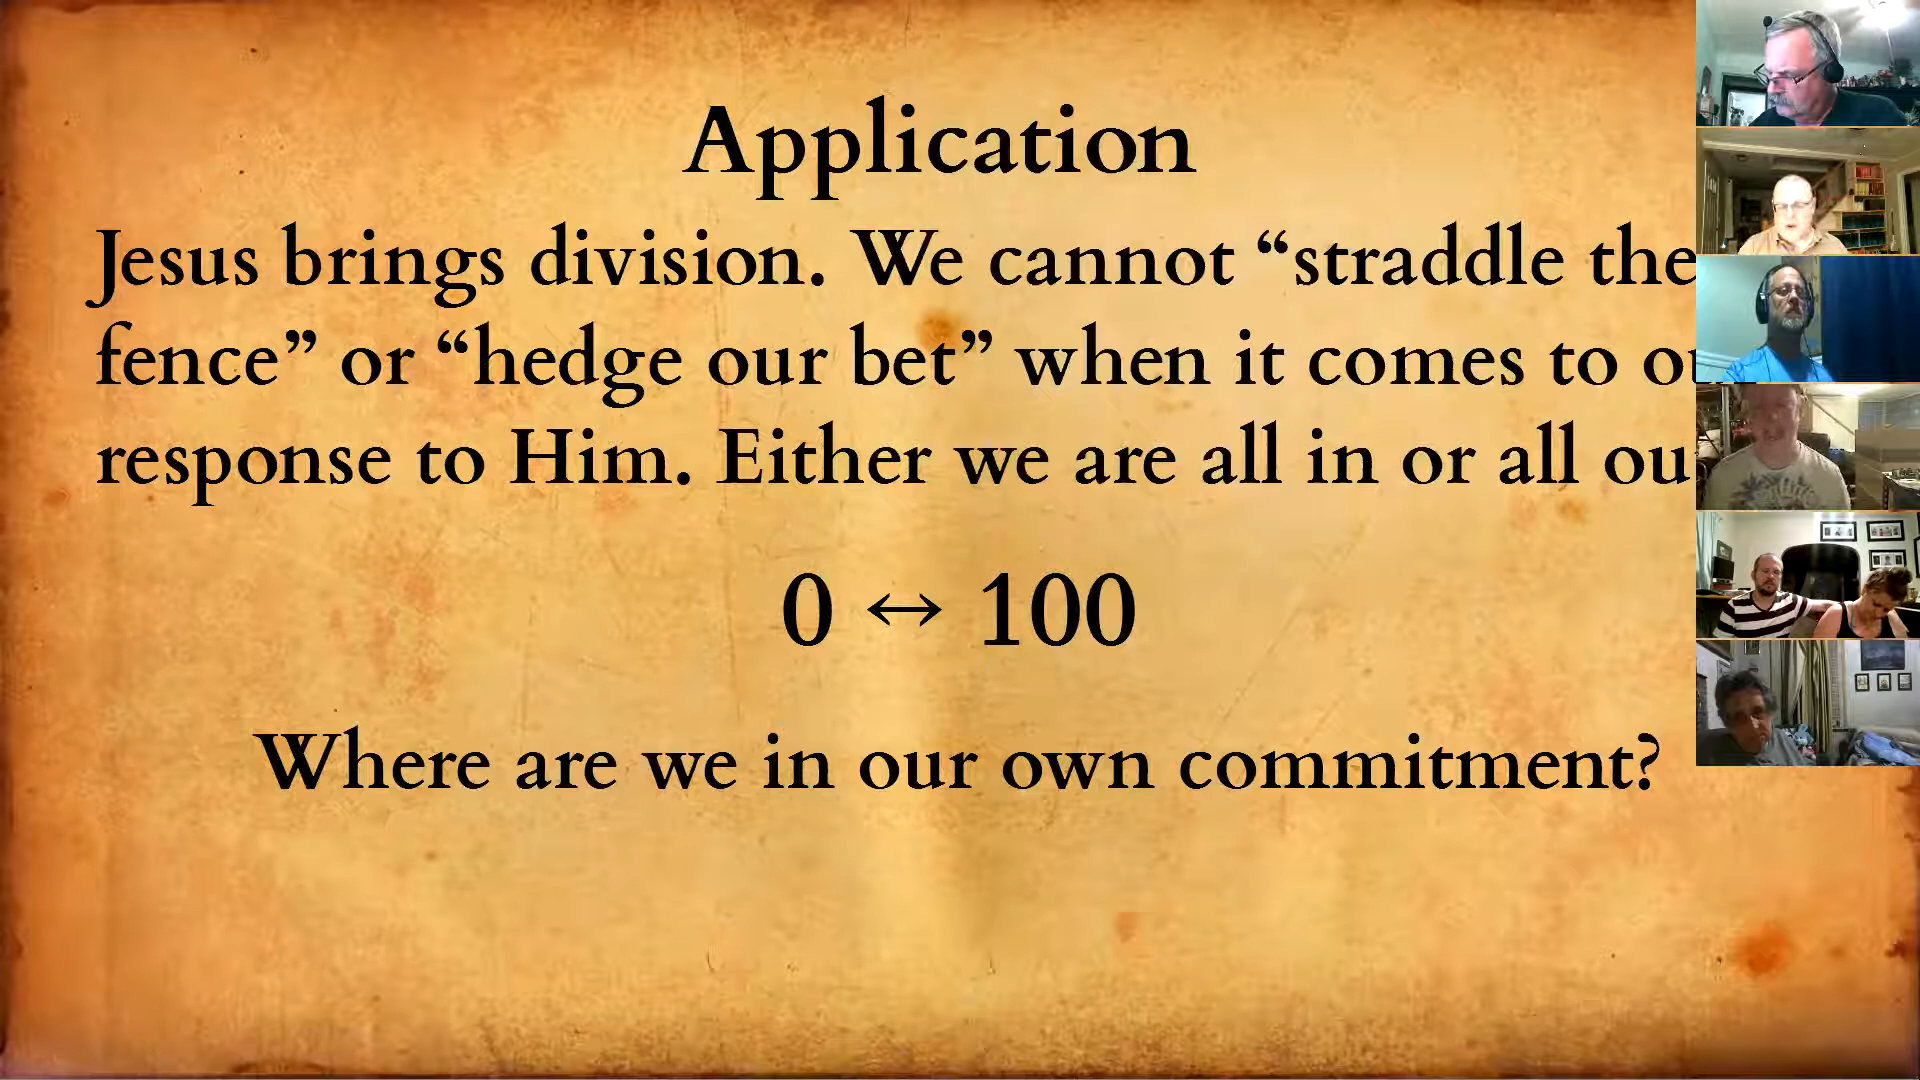 Application
Jesus brings division. We cannot “straddle the
fence” or “hedge our bet” when it comes to
response to Him. Either we are all in or all
0 ↔ 100
Where are we in our own commitment?